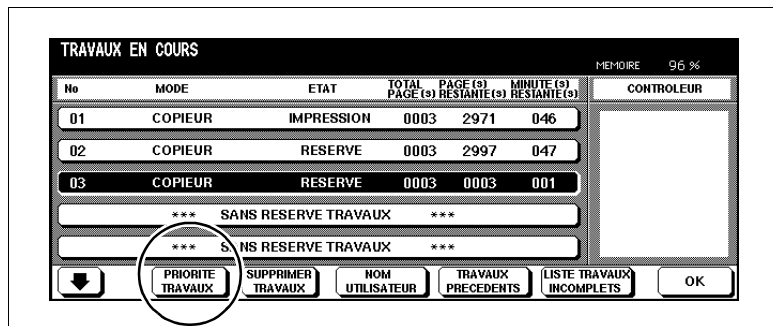 TRAVAUX EN COURS
MEMOIRE 96 %
No MODE ETAT TOTAL PAGE(s) PAGE(s) RESTANTE(s) MINUTE(s) RESTANTE(s) CONTROLEUR
01 COPIEUR IMPRESSION 0003 2971 046
02 COPIEUR RESERVE 0003 2997 047
03 COPIEUR RESERVE 0003 0003 001
*** SANS RESERVE TRAVAUX ***
*** SANS RESERVE TRAVAUX ***
PRIORITE TRAVAUX
SUPPRIMER TRAVAUX
NOM UTILISATEUR
TRAVAUX PRECEDENTS
LISTE TRAVAUX INCOMPLETS
OK